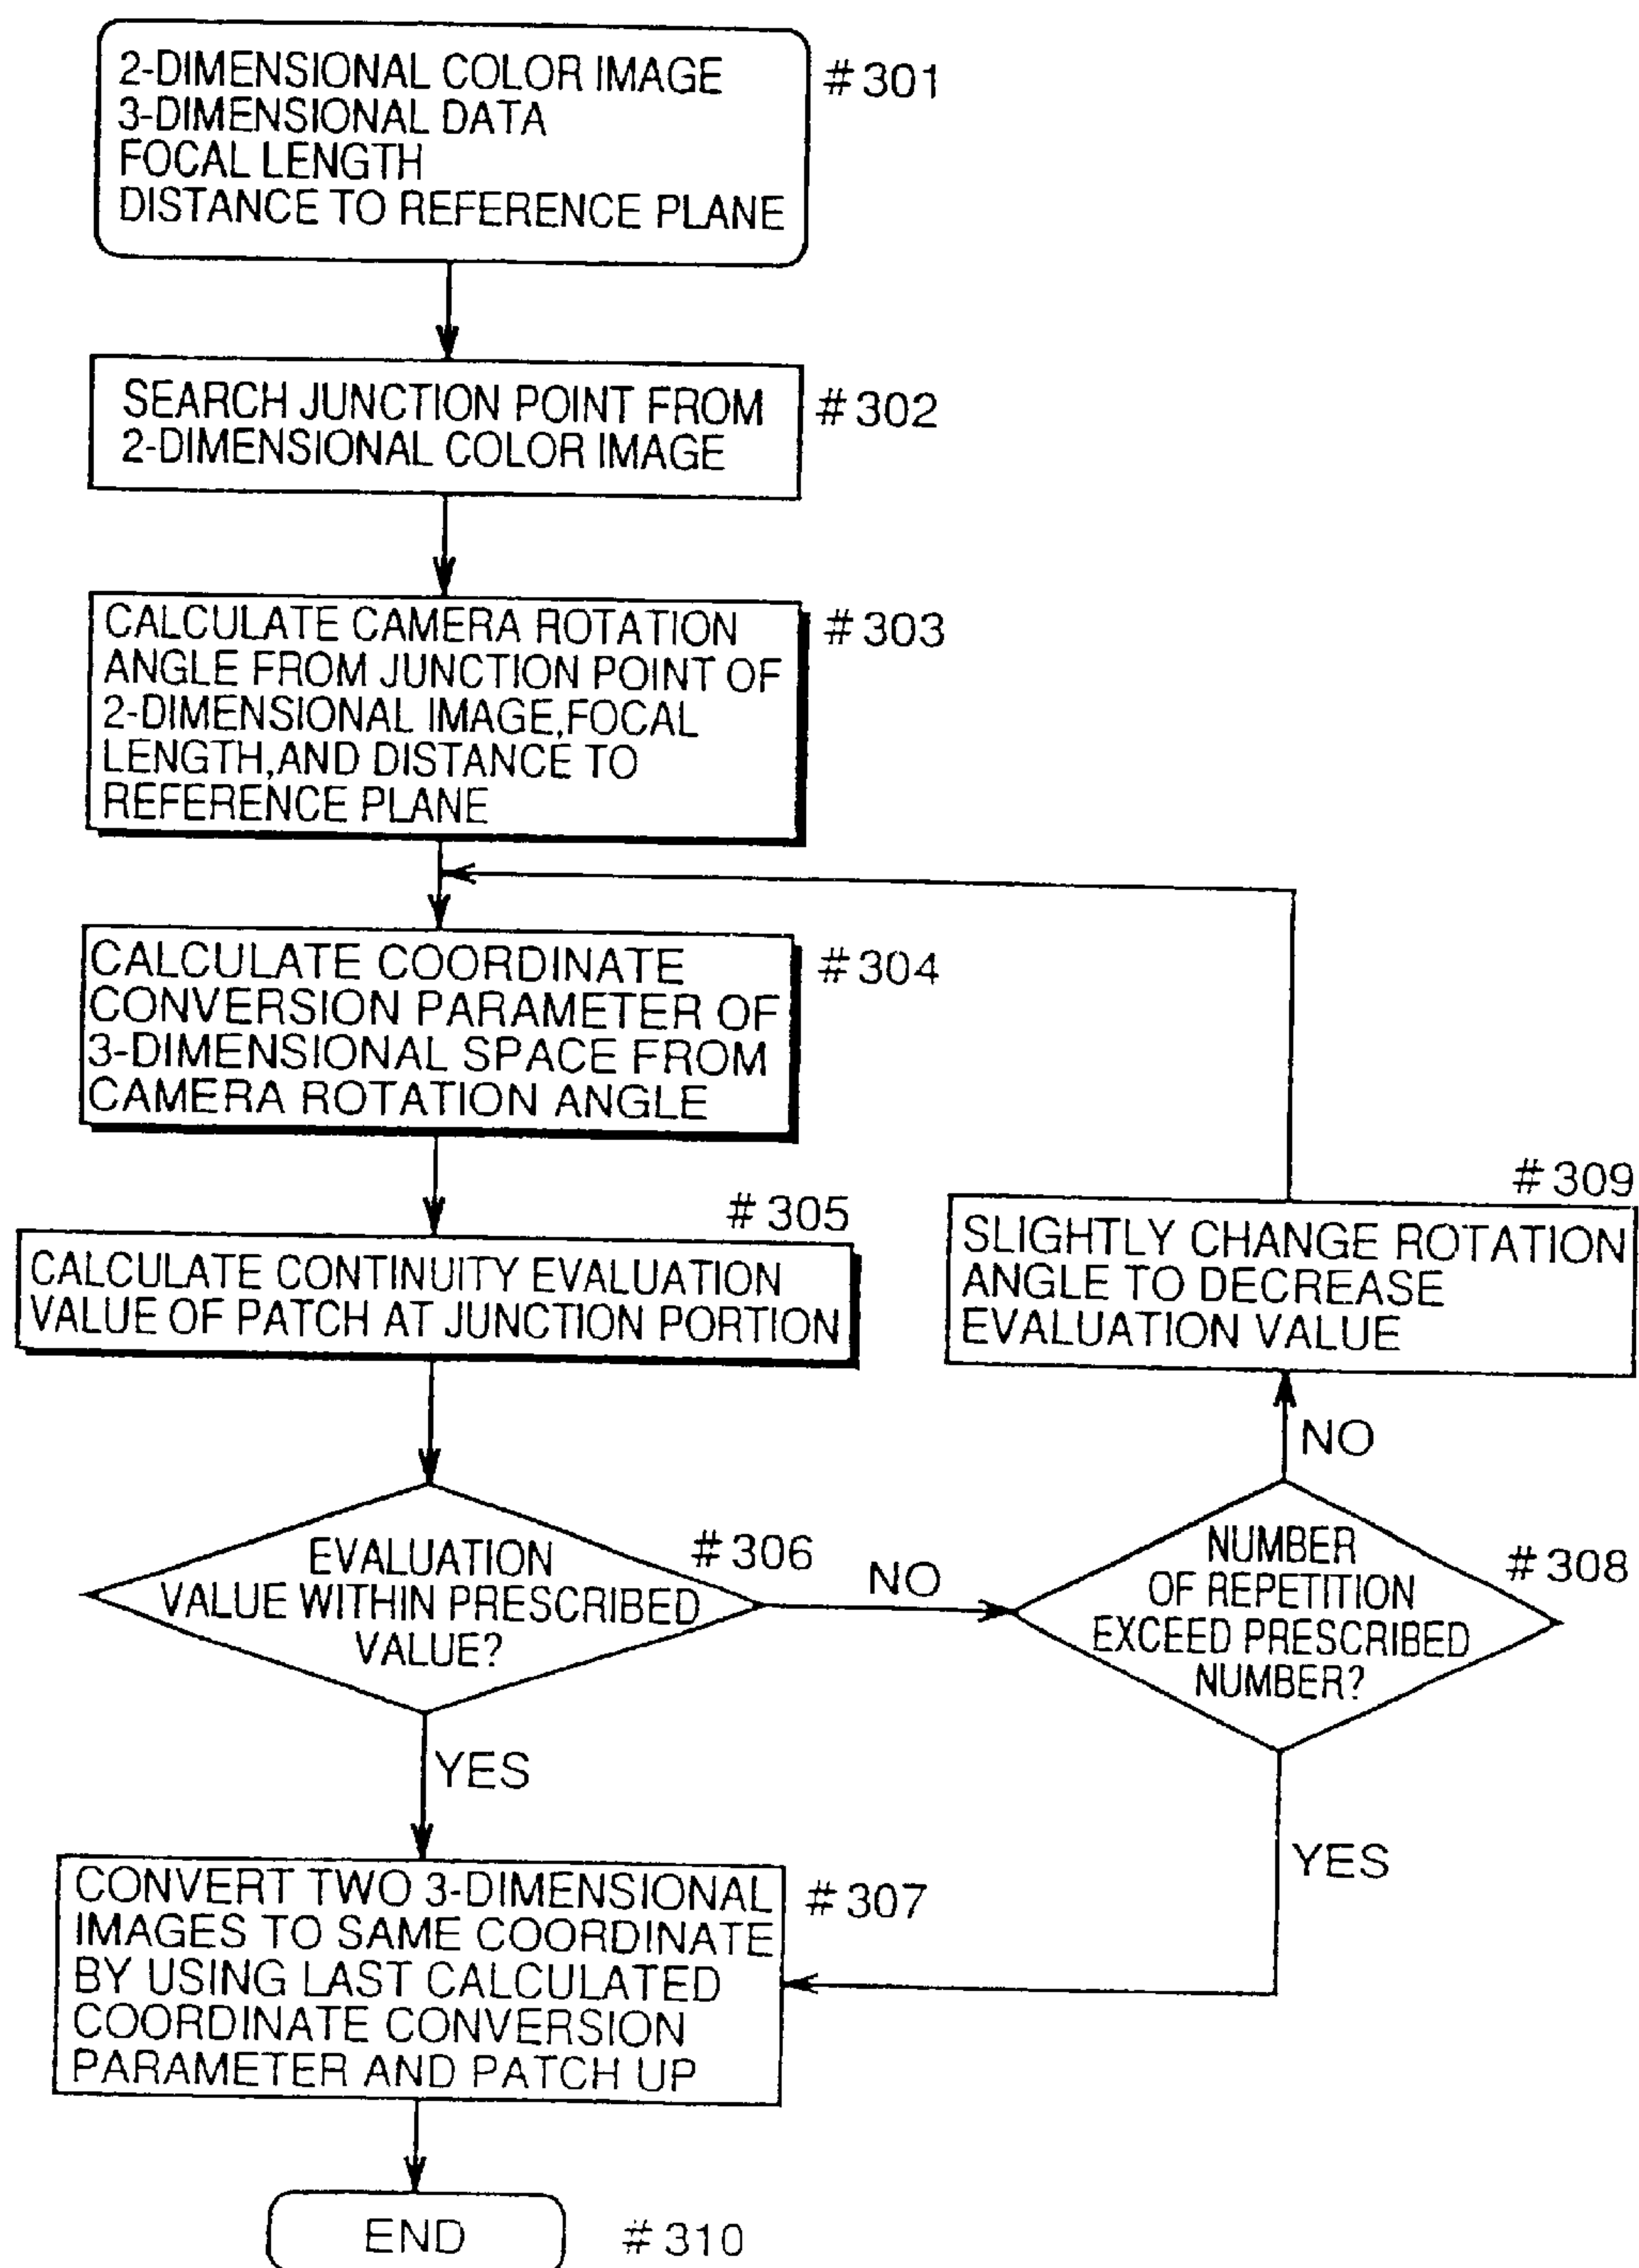 2-DIMENSIONAL COLOR IMAGE
3-DIMENSIONAL DATA
FOCAL LENGTH
DISTANCE TO REFERENCE PLANE
#301
SEARCH JUNCTION POINT FROM
2-DIMENSIONAL COLOR IMAGE
#302
CALCULATE CAMERA ROTATION
ANGLE FROM JUNCTION POINT OF
2-DIMENSIONAL IMAGE,FOCAL
LENGTH,AND DISTANCE TO
REFERENCE PLANE
#303
CALCULATE COORDINATE
CONVERSION PARAMETER OF
3-DIMENSIONAL SPACE FROM
CAMERA ROTATION ANGLE
#304
#305
CALCULATE CONTINUITY EVALUATION
VALUE OF PATCH AT JUNCTION PORTION
#309
SLIGHTLY CHANGE ROTATION
ANGLE TO DECREASE
EVALUATION VALUE
NO
EVALUATION
VALUE WITHIN PRESCRIBED
VALUE?
#306
NO
NUMBER
OF REPETITION
EXCEED PRESCRIBED
NUMBER?
#308
YES
YES
CONVERT TWO 3-DIMENSIONAL
IMAGES TO SAME COORDINATE
BY USING LAST CALCULATED
COORDINATE CONVERSION
PARAMETER AND PATCH UP
#307
END
#310